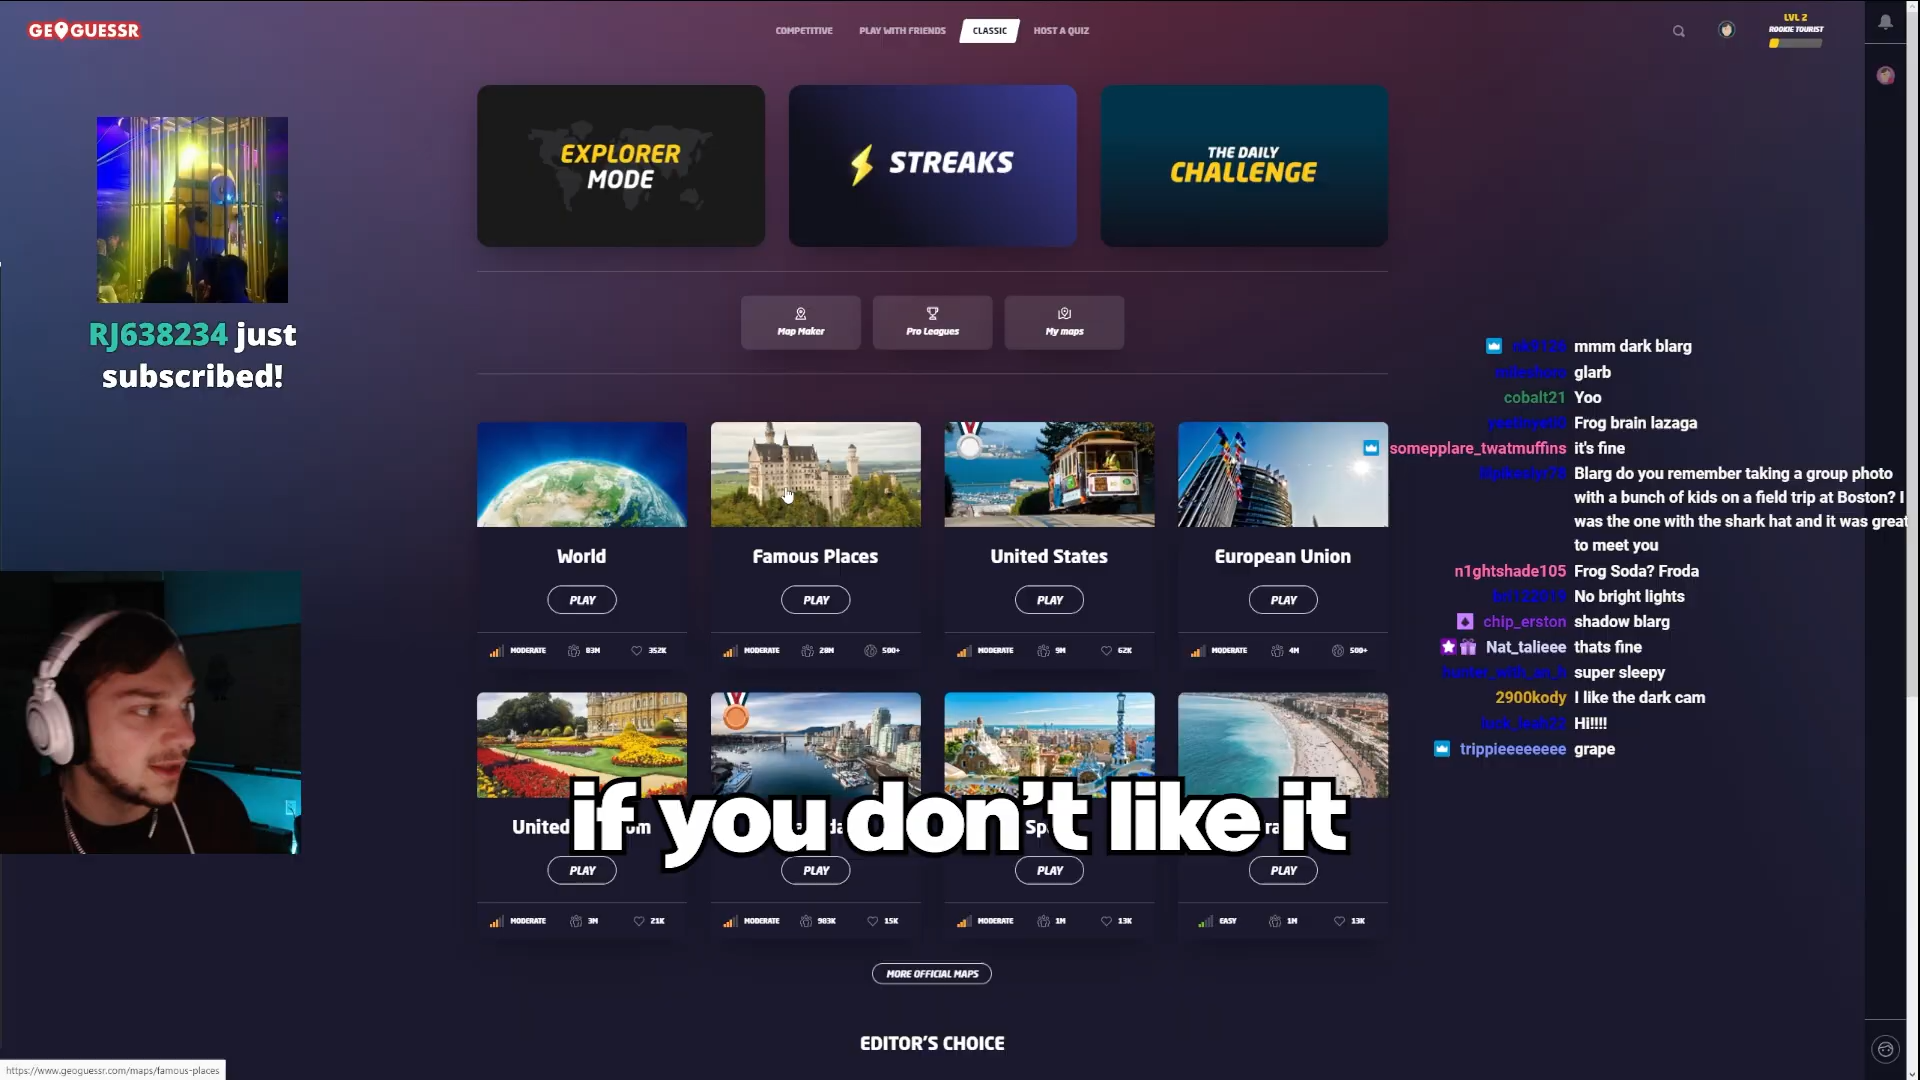 GEOGUESSR
COMPETITIVE
PLAY WITH FRIENDS
CLASSIC
HOST A QUIZ
LVL 2
ROOKIE TOURIST
EXPLORER
MODE
STREAKS
THE DAILY
CHALLENGE
RJ638234 just
subscribed!
Map Maker
Pro Leagues
My maps
World
PLAY
MODERATE 83M 352K
Famous Places
PLAY
MODERATE 28M 500+
United States
PLAY
MODERATE 9M 62K
European Union
PLAY
MODERATE 4M 500+
mmm dark blarg
glarb
cobalt21 Yoo
Frog brain lazaga
somepplare_twatmuffins it's fine
Blarg do you remember taking a group photo
with a bunch of kids on a field trip at Boston? I
was the one with the shark hat and it was great
to meet you
n1ghtshade105 Frog Soda? Froda
No bright lights
chip_erston shadow blarg
Nat_talieee thats fine
super sleepy
2900kody I like the dark cam
Hi!!!!
trippieeeeeeee grape
if you don't like it
United
PLAY
MODERATE 3M 21K
PLAY
MODERATE 983K 15K
PLAY
MODERATE 1M 13K
PLAY
EASY 1M 13K
MORE OFFICIAL MAPS
EDITOR'S CHOICE
https://www.geoguessr.com/maps/famous-places